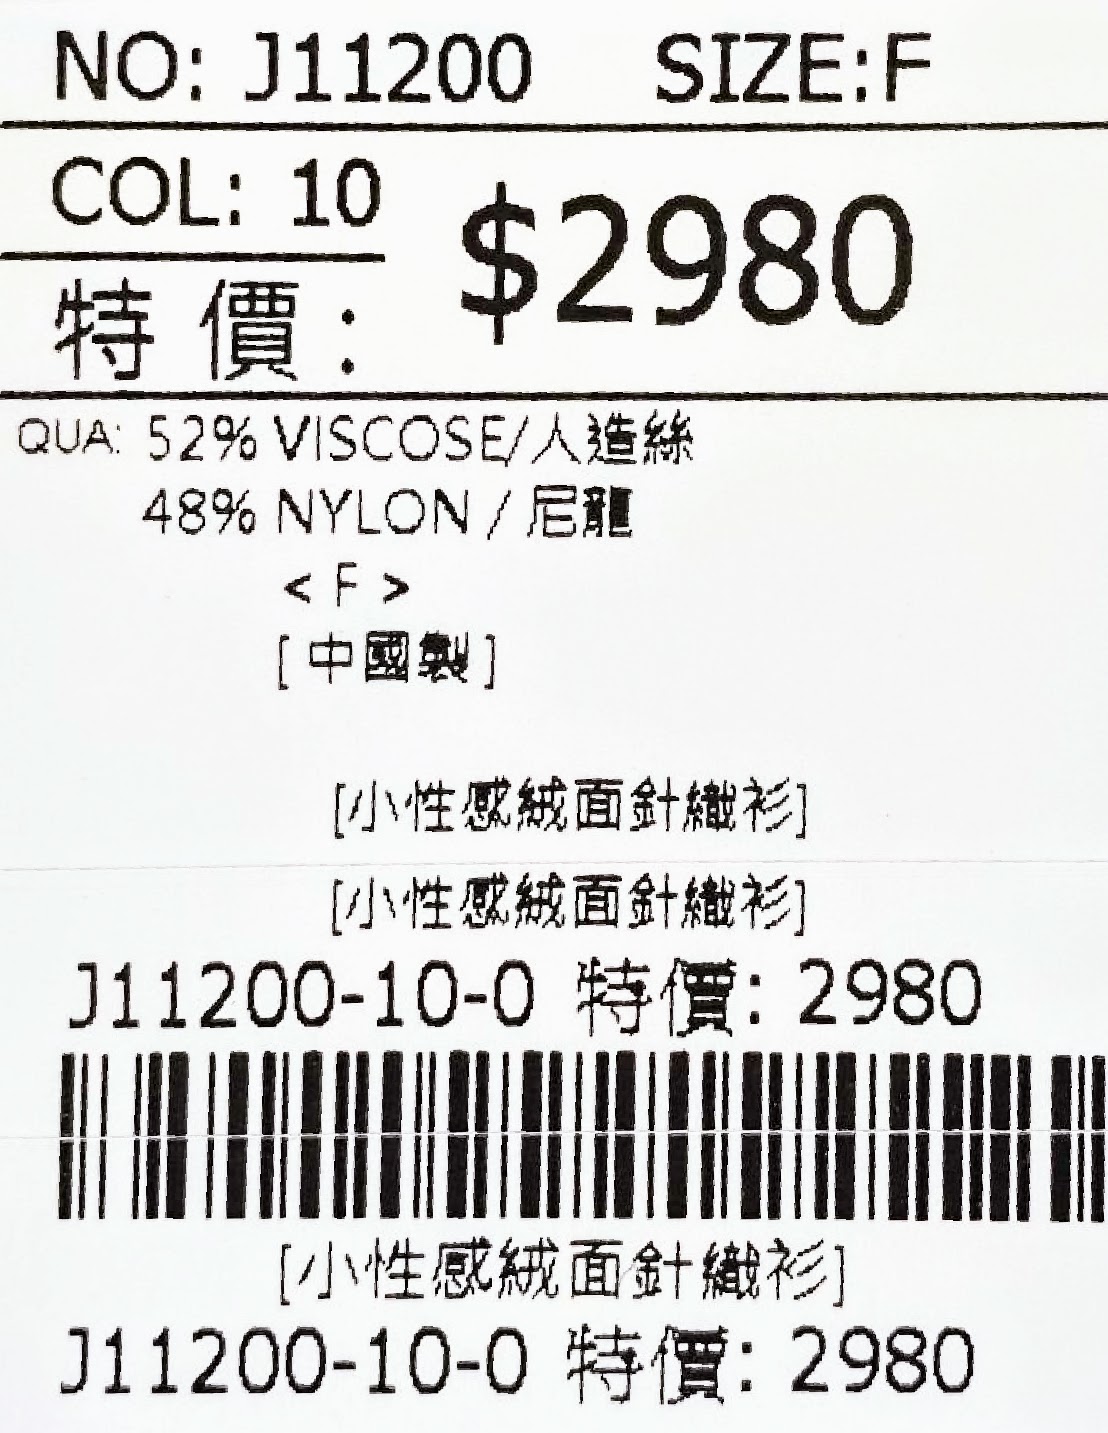 NO: J11200 SIZE:F
COL: 10
$2980
特 價 :
QUA: 52% VISCOSE/人造絲
48% NYLON / 尼龍
< F >
[ 中國製 ]
[小性感絨面針織衫]
[小性感絨面針織衫]
J11200-10-0 特價: 2980
[小性感絨面針織衫]
J11200-10-0 特價: 2980